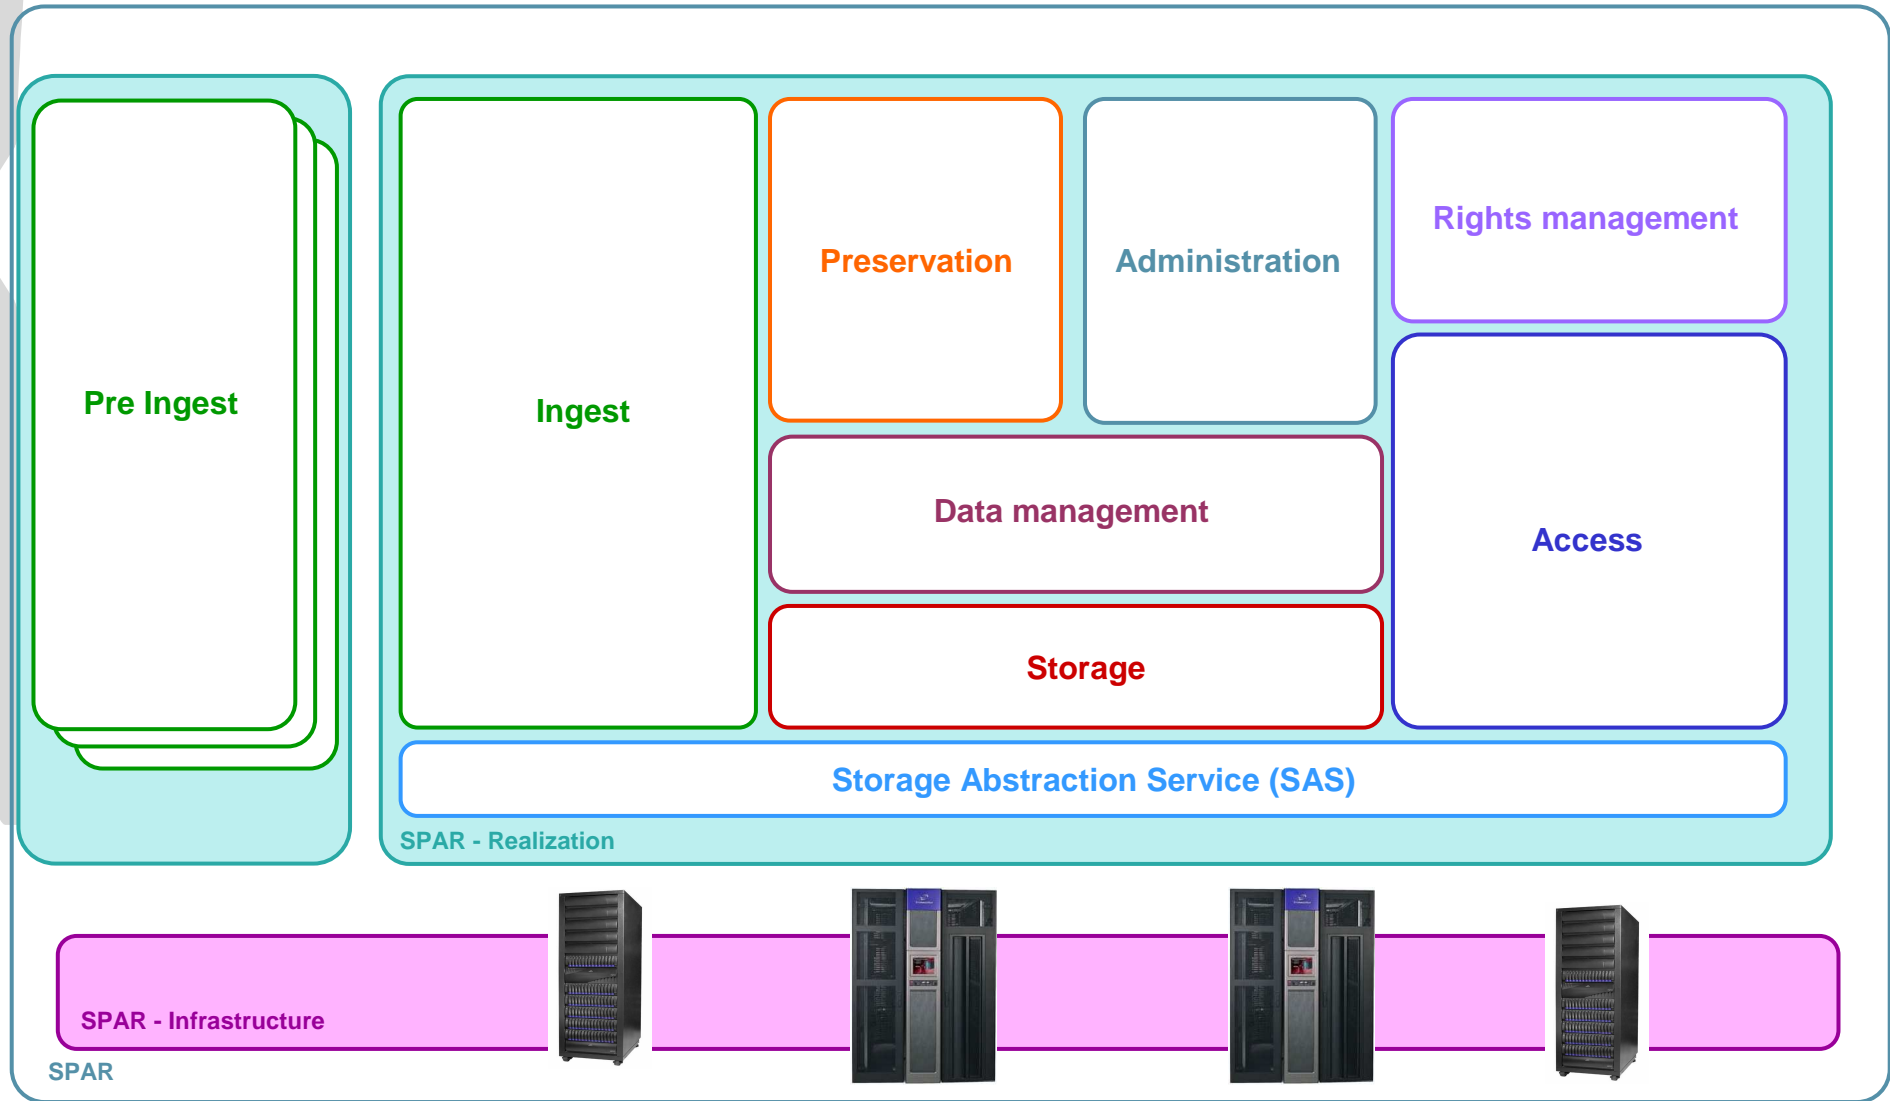 Pre Ingest
Ingest
Preservation
Administration
Rights management
Data management
Access
Storage
Storage Abstraction Service (SAS)
SPAR - Realization
SPAR - Infrastructure
SPAR